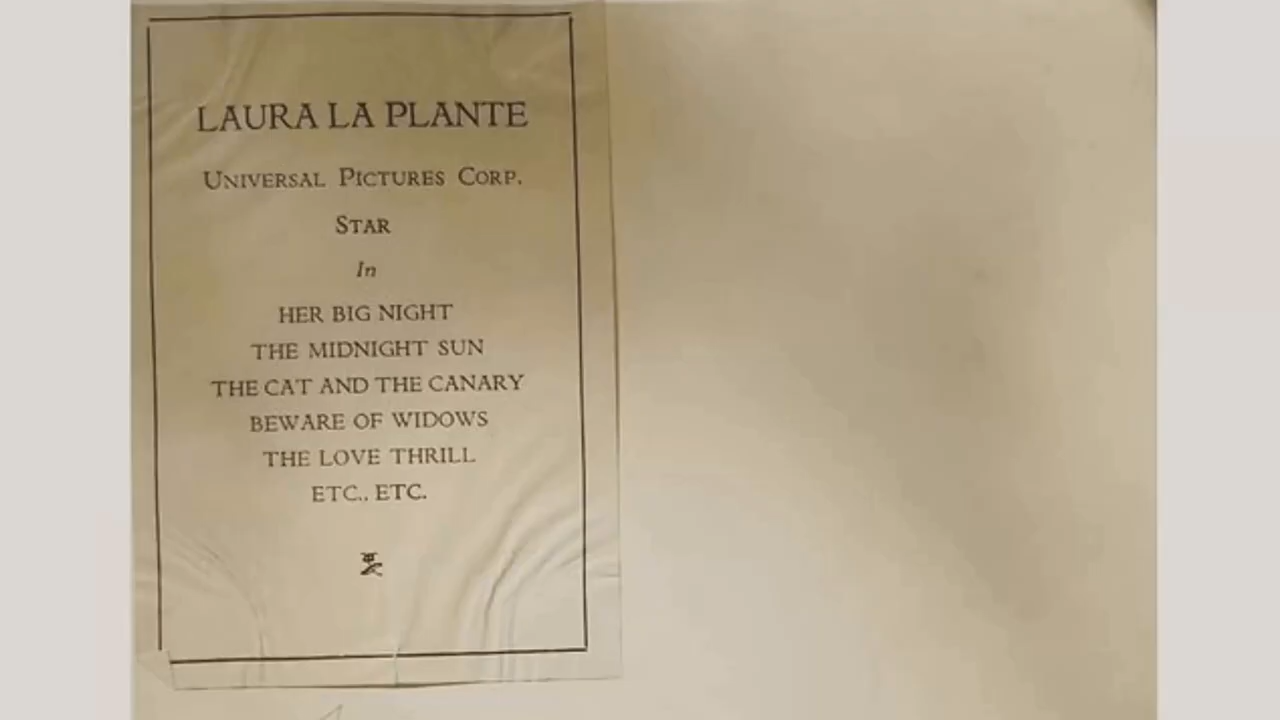 LAURA LA PLANTE
UNIVERSAL PICTURES CORP.
STAR
In
HER BIG NIGHT
THE MIDNIGHT SUN
THE CAT AND THE CANARY
BEWARE OF WIDOWS
THE LOVE THRILL
ETC., ETC.